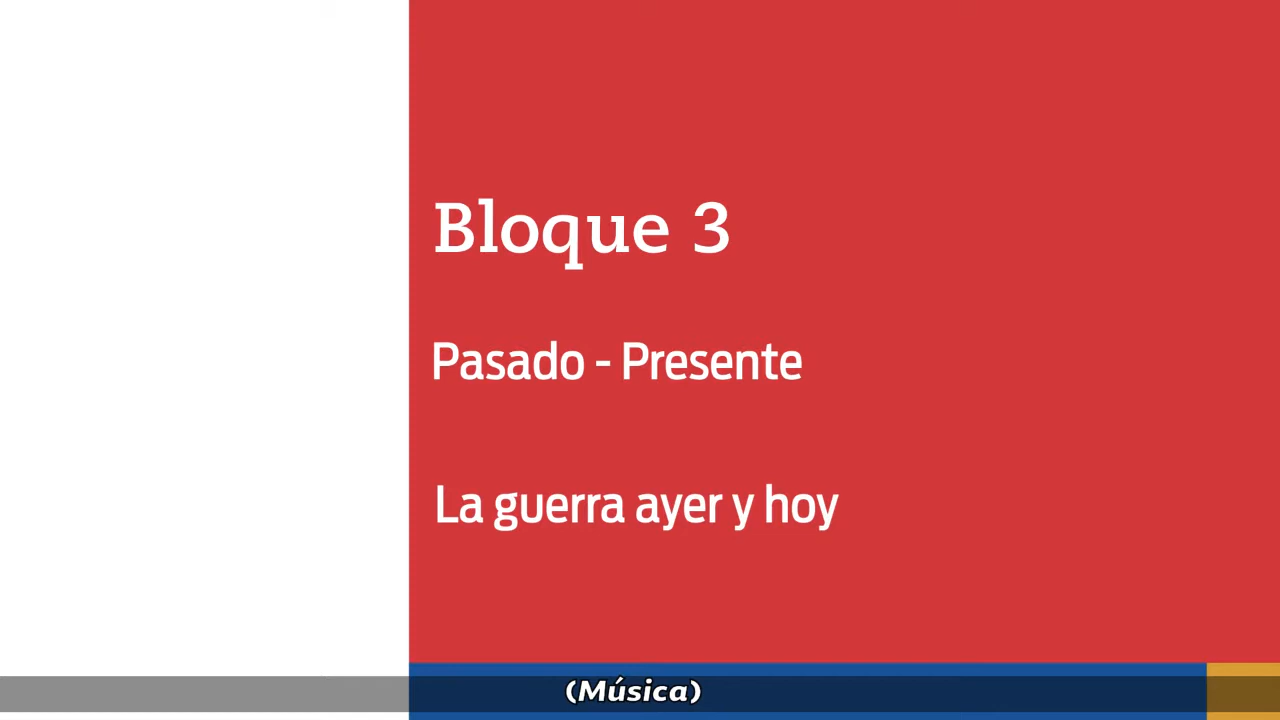 Bloque 3
Pasado - Presente
La guerra ayer y hoy
(Música)